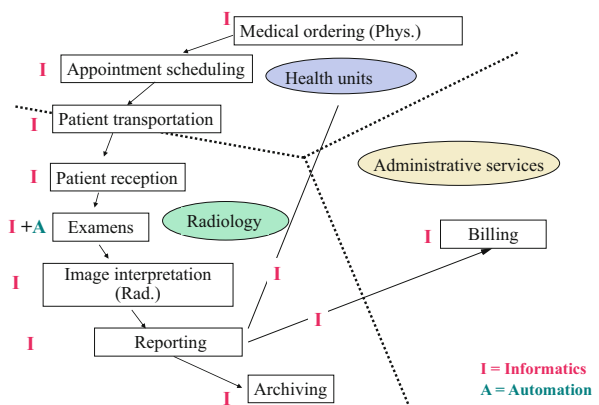 I
Medical ordering (Phys.)
I
Appointment scheduling
Health units
I
Patient transportation
Administrative services
I
Patient reception
I +A
Examens
Radiology
I
Billing
I
Image interpretation
(Rad.)
I
I
I
Reporting
I
Archiving
I = Informatics
A = Automation